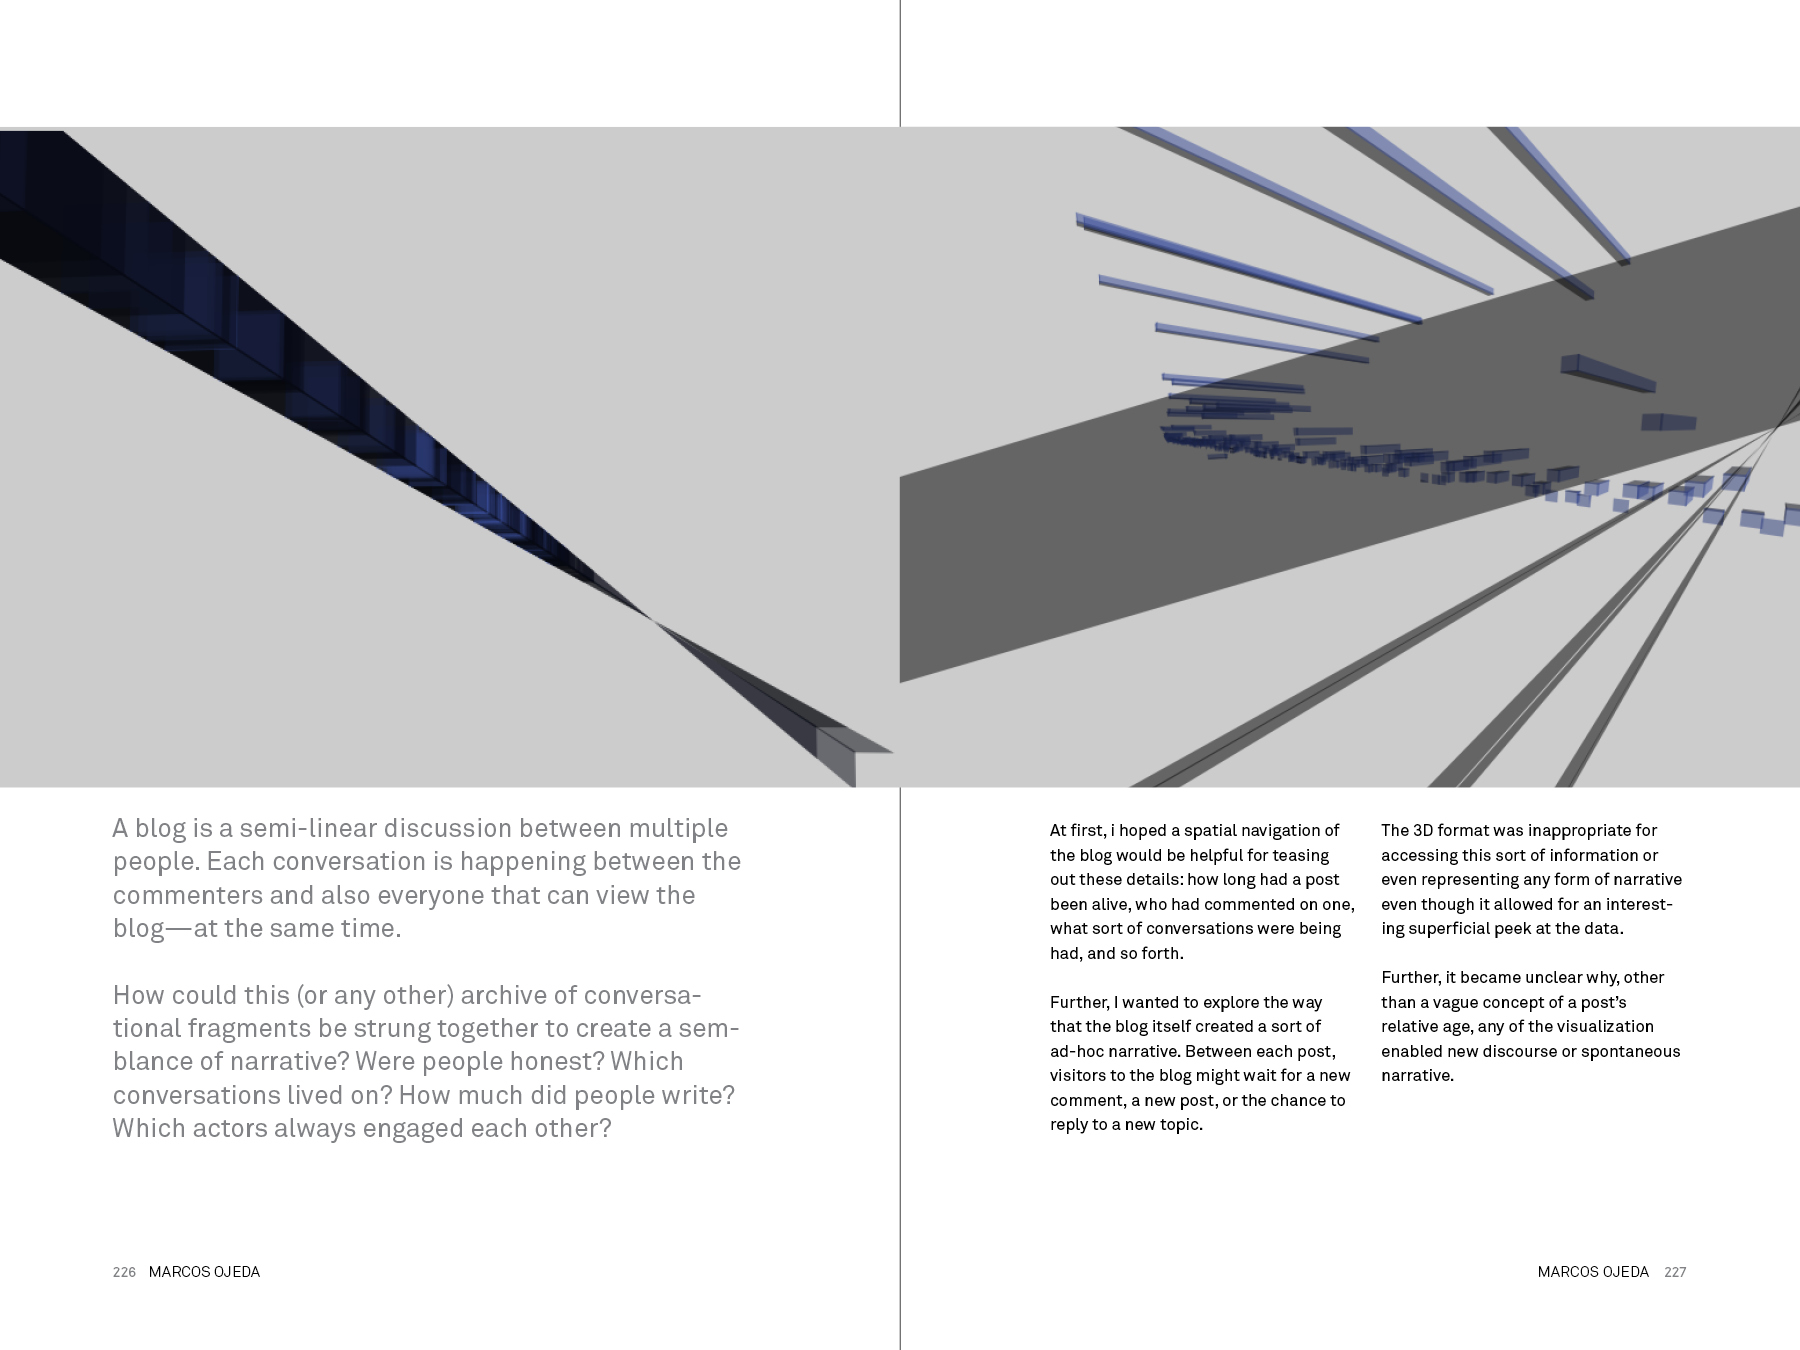 A blog is a semi-linear discussion between multiple
people. Each conversation is happening between the
commenters and also everyone that can view the
blog—at the same time.
How could this (or any other) archive of conversa-
tional fragments be strung together to create a sem-
blance of narrative? Were people honest? Which
conversations lived on? How much did people write?
Which actors always engaged each other?
226 MARCOS OJEDA
At first, i hoped a spatial navigation of
the blog would be helpful for teasing
out these details: how long had a post
been alive, who had commented on one,
what sort of conversations were being
had, and so forth.
Further, I wanted to explore the way
that the blog itself created a sort of
ad-hoc narrative. Between each post,
visitors to the blog might wait for a new
comment, a new post, or the chance to
reply to a new topic.
The 3D format was inappropriate for
accessing this sort of information or
even representing any form of narrative
even though it allowed for an interest-
ing superficial peek at the data.
Further, it became unclear why, other
than a vague concept of a post's
relative age, any of the visualization
enabled new discourse or spontaneous
narrative.
MARCOS OJEDA 227